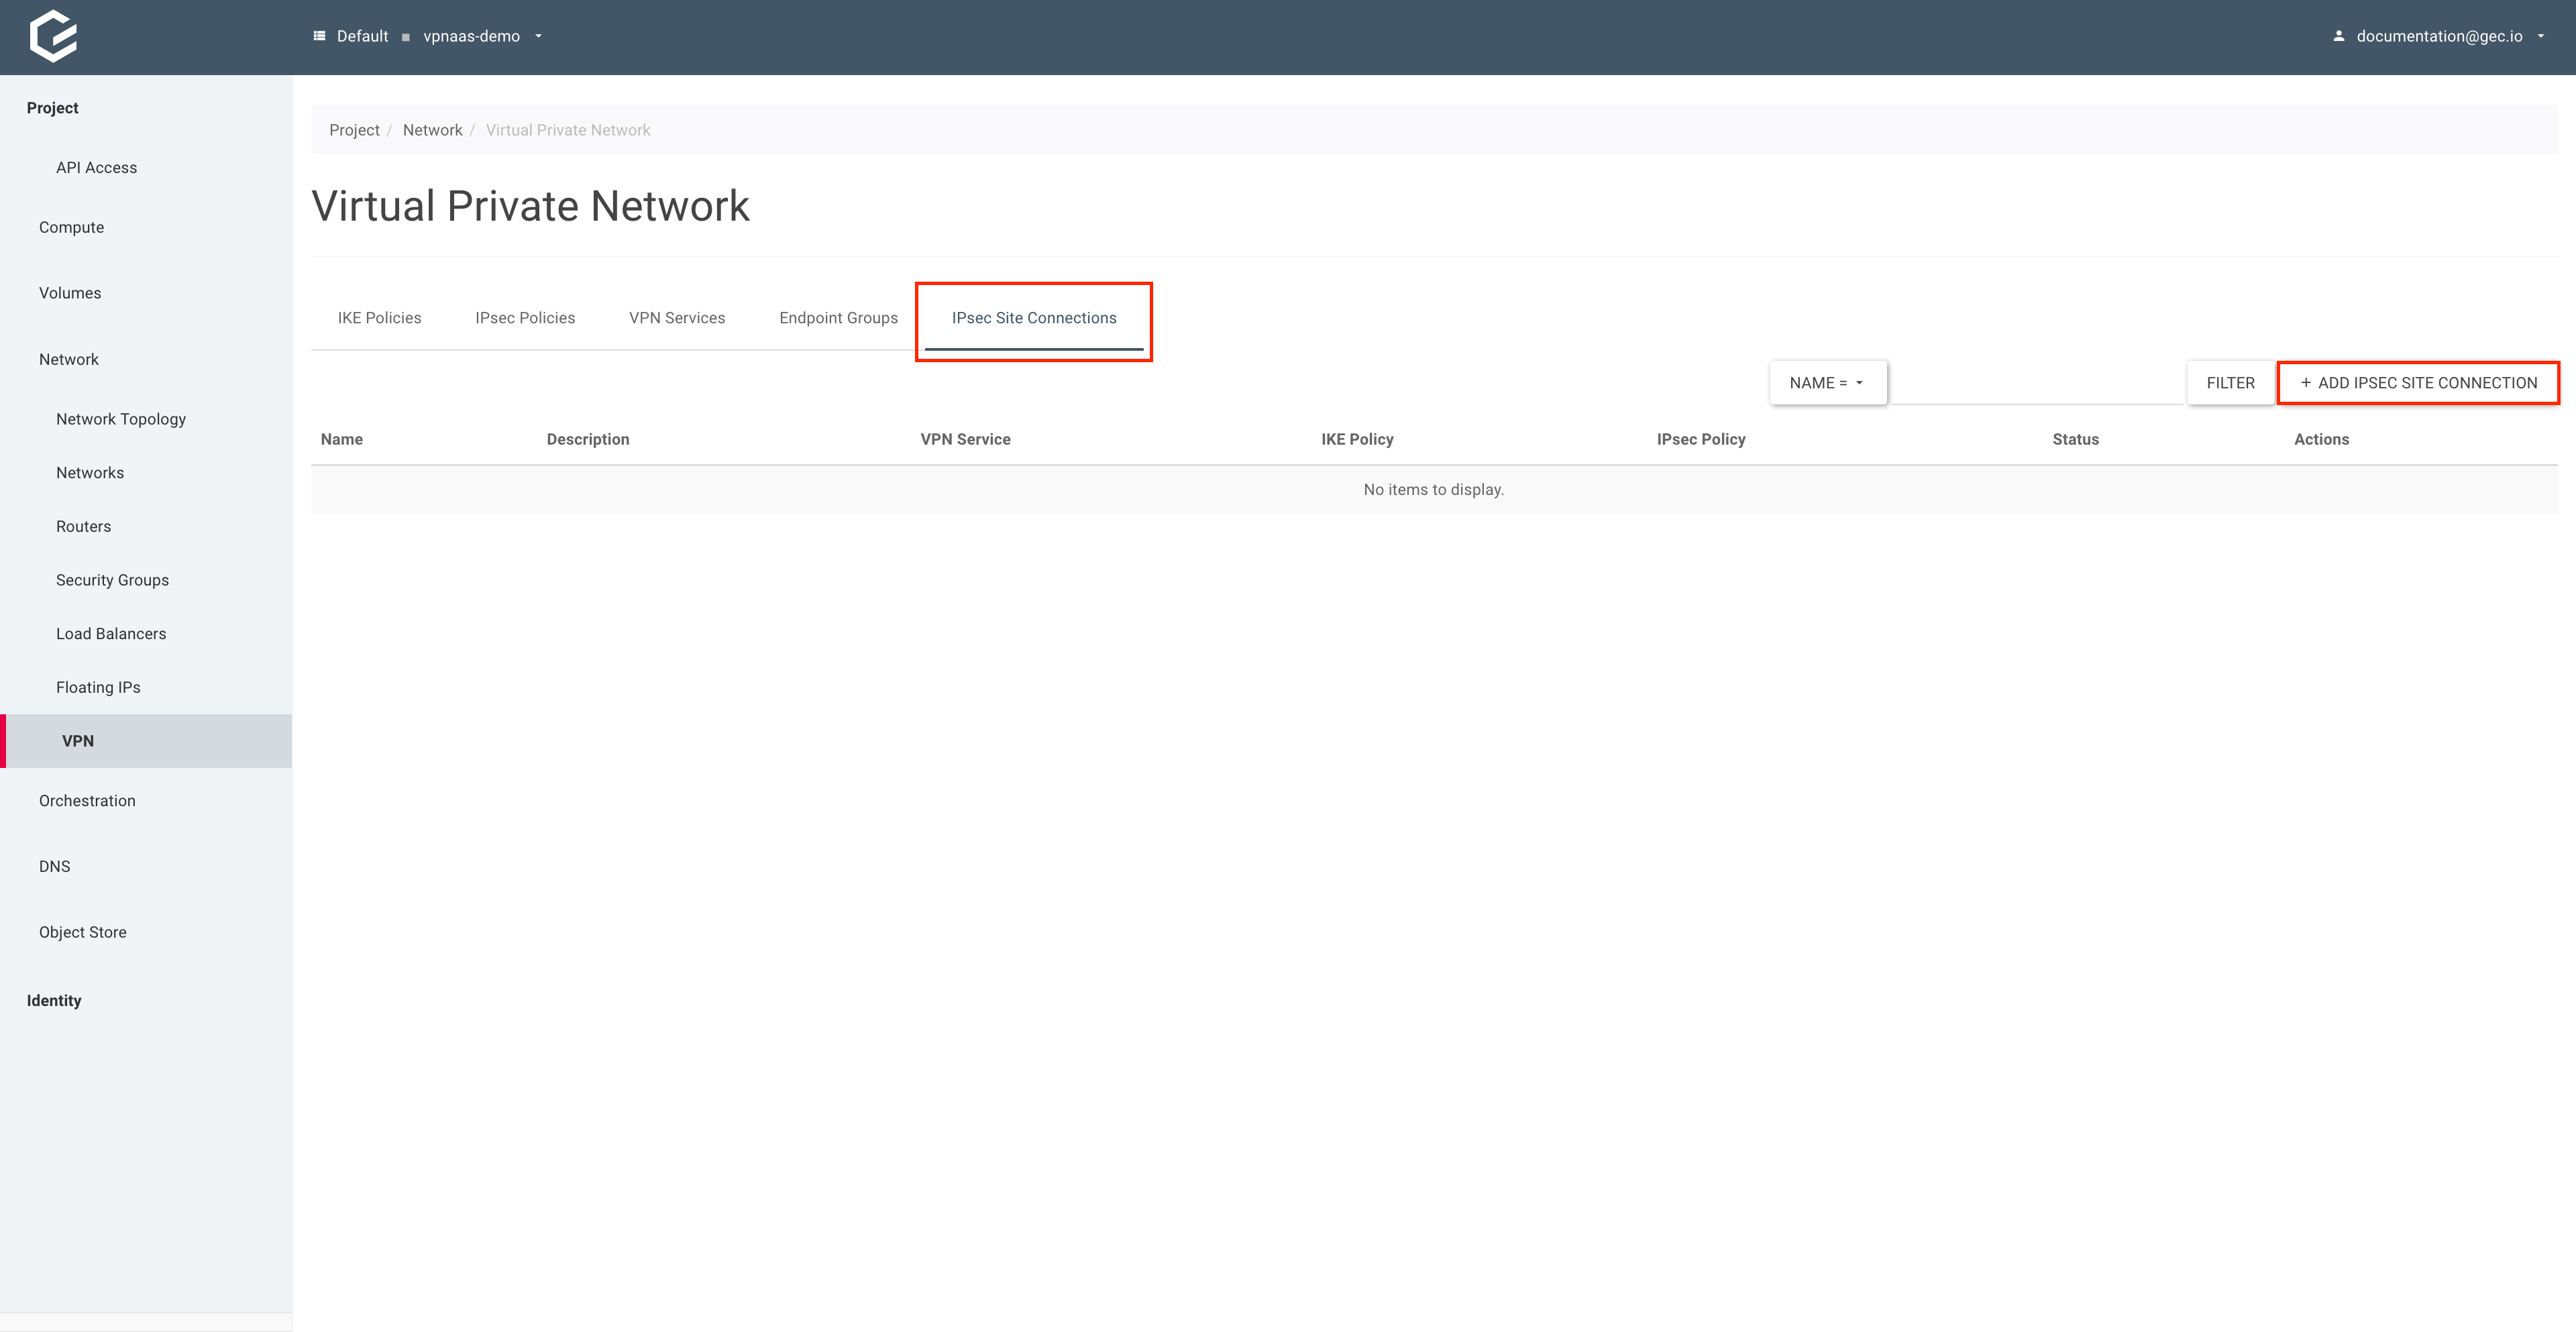 Default vpnaas-demo
documentation@gec.io
Project
API Access
Compute
Volumes
Network
Network Topology
Networks
Routers
Security Groups
Load Balancers
Floating IPs
VPN
Orchestration
DNS
Object Store
Identity
Project / Network / Virtual Private Network
Virtual Private Network
IKE Policies IPsec Policies VPN Services Endpoint Groups IPsec Site Connections
NAME = FILTER + ADD IPSEC SITE CONNECTION
Name Description VPN Service IKE Policy IPsec Policy Status Actions
No items to display.